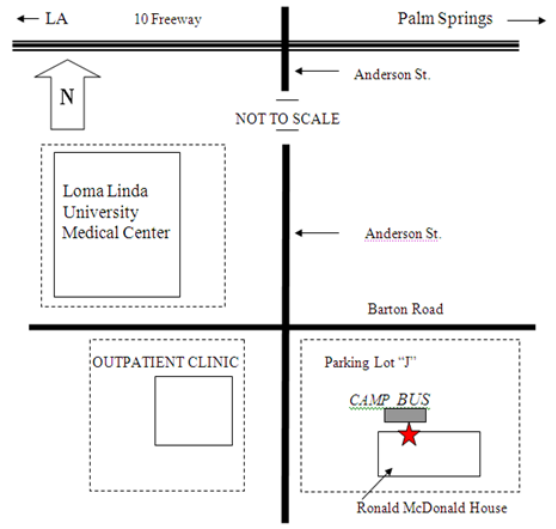 LA
10 Freeway
Palm Springs
Anderson St.
N
NOT TO SCALE
Loma Linda
University
Medical Center
Anderson St.
Barton Road
OUTPATIENT CLINIC
Parking Lot “J”
CAMP BUS
Ronald McDonald House